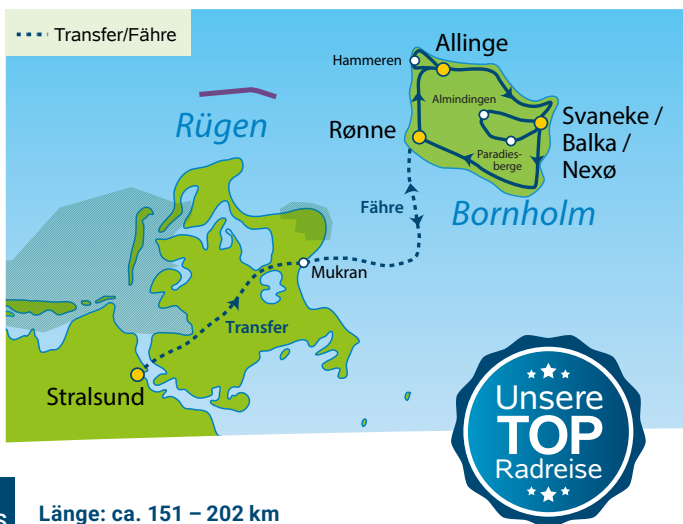 Transfer/Fähre
Allinge
Hammeren
Almindingen
Rügen
Rønne
Svaneke /
Balka /
Nexø
Paradies-
berge
Fähre
Bornholm
Mukran
Transfer
Stralsund
Unsere
TOP
Radreise
Länge: ca. 151 – 202 km